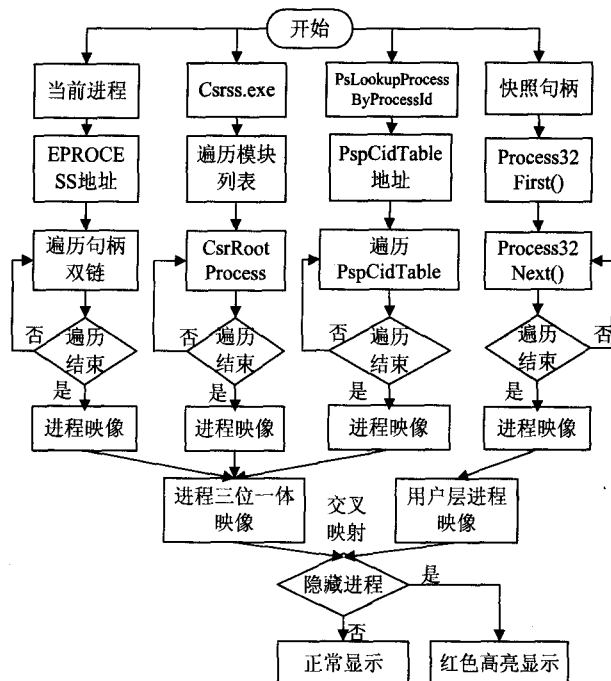 开始
当前进程
Csrss.exe
PsLookupProcess
ByProcessId
快照句柄
EPROCE
SS地址
遍历模块
列表
PspCidTable
地址
Process32
First()
遍历句柄
双链
CsrRoot
Process
遍历
PspCidTable
Process32
Next()
否
遍历
结束
否
遍历
结束
否
遍历
结束
遍历
结束
否
是
是
是
是
进程映像
进程映像
进程映像
进程映像
进程三位一体
映像
交叉
映射
用户层进程
映像
隐藏进程
是
否
正常显示
红色高亮显示